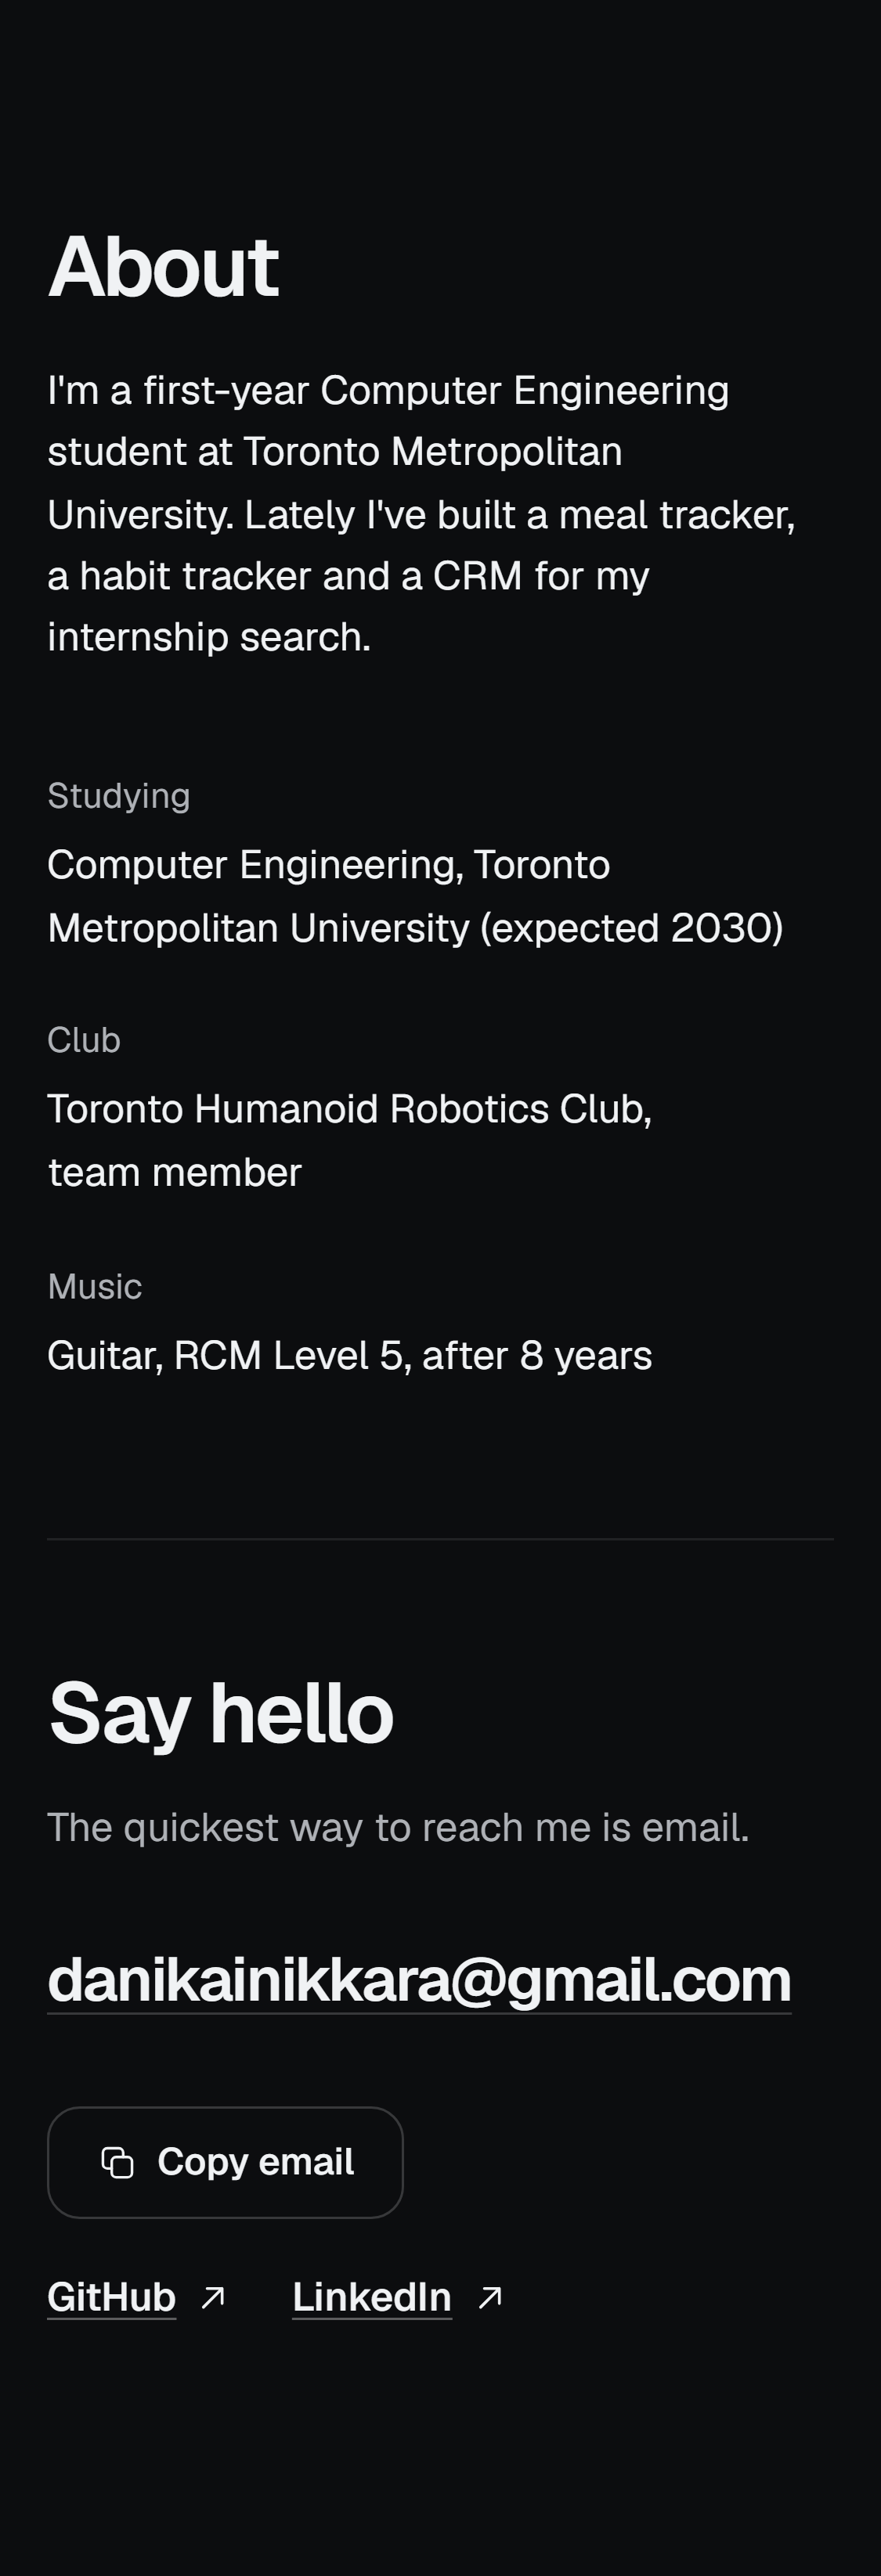 About
I'm a first-year Computer Engineering
student at Toronto Metropolitan
University. Lately I've built a meal tracker,
a habit tracker and a CRM for my
internship search.
Studying
Computer Engineering, Toronto
Metropolitan University (expected 2030)
Club
Toronto Humanoid Robotics Club,
team member
Music
Guitar, RCM Level 5, after 8 years
Say hello
The quickest way to reach me is email.
danikainikkara@gmail.com
Copy email
GitHub LinkedIn